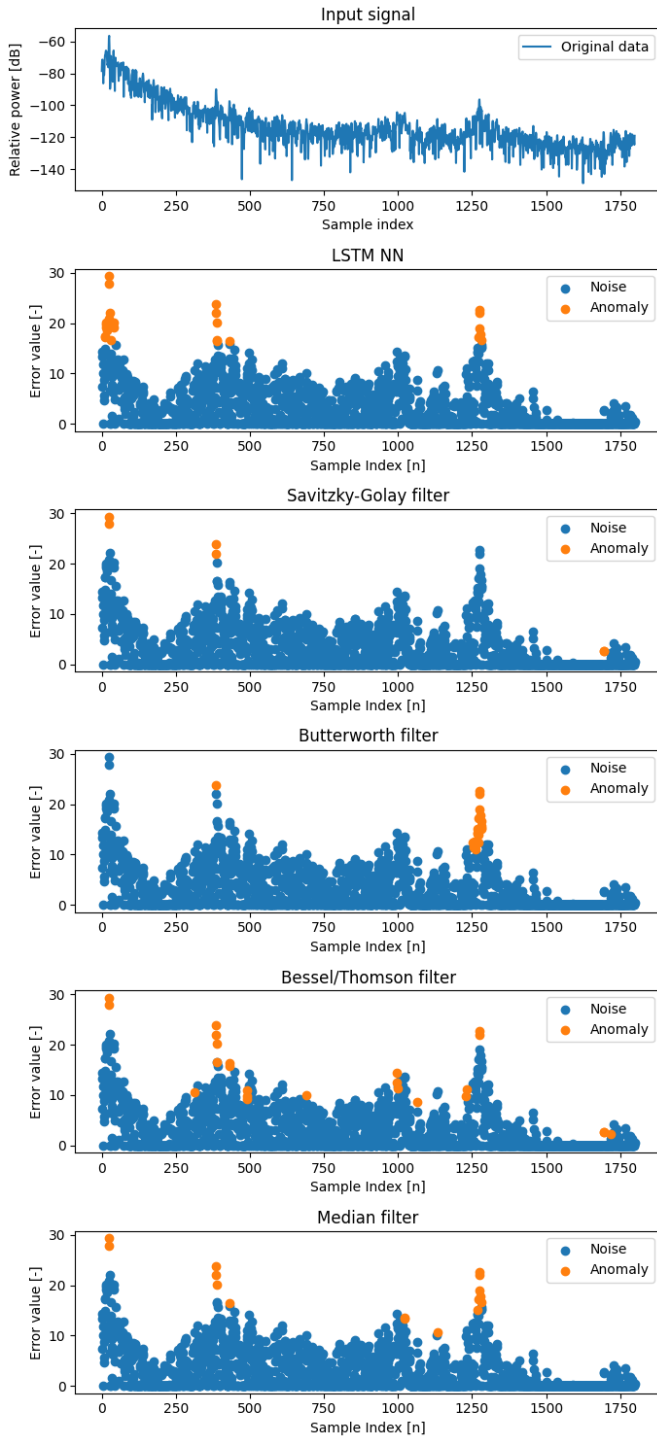 Input signal
Relative power [dB]
−60
−80
−100
−120
−140
Original data
0 250 500 750 1000 1250 1500 1750
Sample index
LSTM NN
Error value [-]
30
20
10
0
Noise
Anomaly
0 250 500 750 1000 1250 1500 1750
Sample Index [n]
Savitzky-Golay filter
Error value [-]
30
20
10
0
Noise
Anomaly
0 250 500 750 1000 1250 1500 1750
Sample Index [n]
Butterworth filter
Error value [-]
30
20
10
0
Noise
Anomaly
0 250 500 750 1000 1250 1500 1750
Sample Index [n]
Bessel/Thomson filter
Error value [-]
30
20
10
0
Noise
Anomaly
0 250 500 750 1000 1250 1500 1750
Sample Index [n]
Median filter
Error value [-]
30
20
10
0
Noise
Anomaly
0 250 500 750 1000 1250 1500 1750
Sample Index [n]